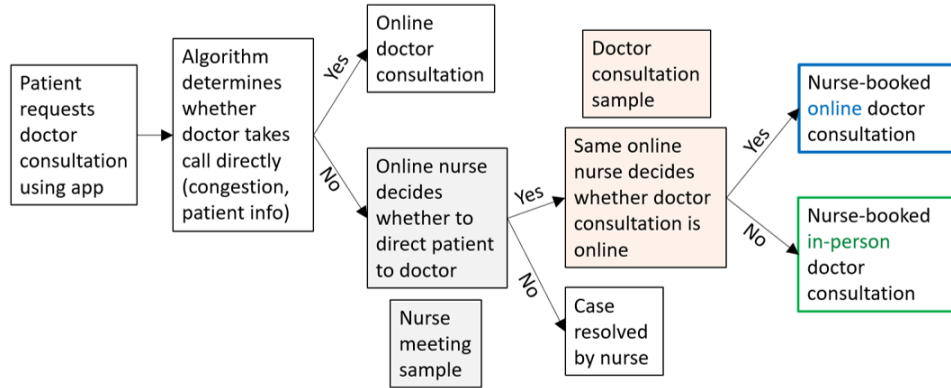 Patient
requests
doctor
consultation
using app
Algorithm
determines
whether
doctor takes
call directly
(congestion,
patient info)
Yes
No
Online
doctor
consultation
Online nurse
decides
whether to
direct patient
to doctor
Nurse
meeting
sample
Yes
No
Doctor
consultation
sample
Same online
nurse decides
whether doctor
consultation is
online
Case
resolved
by nurse
Yes
No
Nurse-booked
online doctor
consultation
Nurse-booked
in-person
doctor
consultation